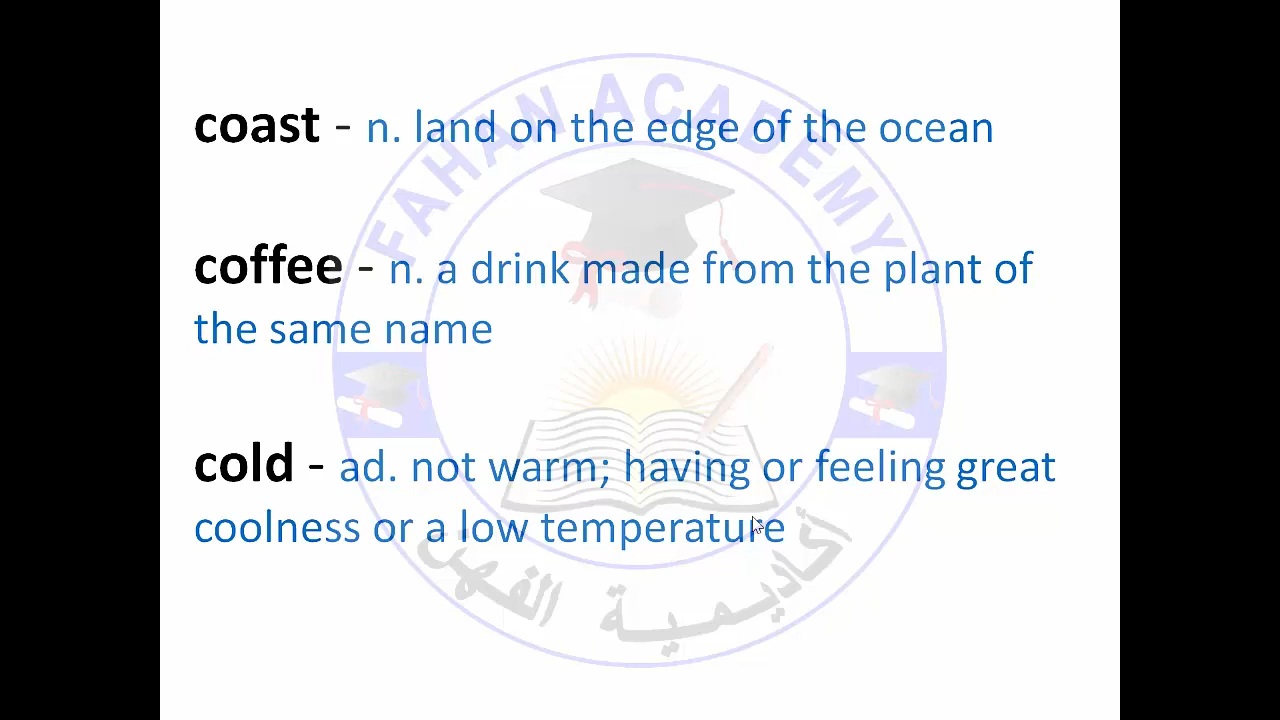 FAHAN ACADEMY
coast - n. land on the edge of the ocean
coffee - n. a drink made from the plant of
the same name
cold - ad. not warm; having or feeling great
coolness or a low temperature
أكاديمية الفهن